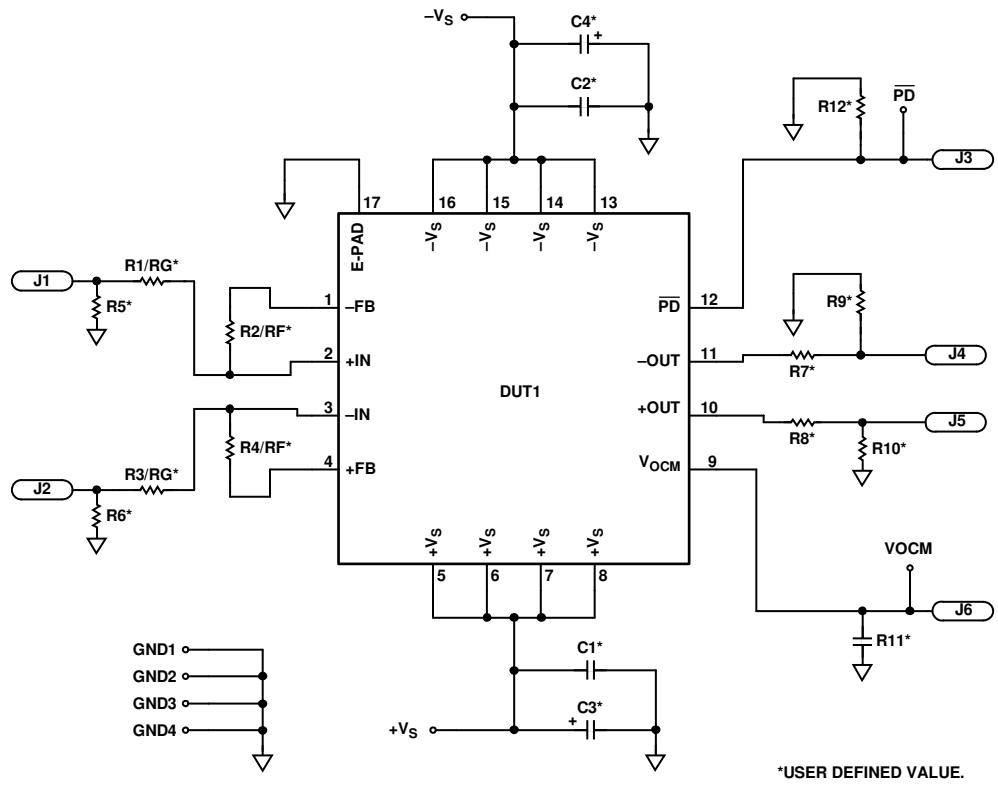 −VS
C4*
+
C2*
R12*
P̅D̅
J3
17
16
15
14
13
E-PAD
−VS
−VS
−VS
−VS
J1
R1/RG*
R5*
R2/RF*
1
−FB
P̅D̅
12
R9*
2
+IN
−OUT
11
R7*
J4
DUT1
3
−IN
+OUT
10
R8*
J5
R4/RF*
R10*
4
+FB
VOCM
9
J2
R3/RG*
R6*
+VS
+VS
+VS
+VS
5
6
7
8
VOCM
J6
R11*
GND1
GND2
GND3
GND4
C1*
C3*
+
+VS
*USER DEFINED VALUE.